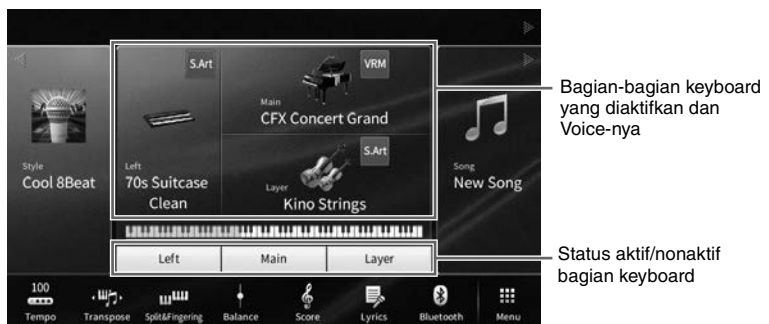 S.Art
VRM
Main
CFX Concert Grand
Style
Cool 8Beat
Left
70s Suitcase
Clean
S.Art
Layer
Kino Strings
Song
New Song
Left
Main
Layer
100
Tempo
Transpose
Split&Fingering
Balance
Score
Lyrics
Bluetooth
Menu
Bagian-bagian keyboard
yang diaktifkan dan
Voice-nya
Status aktif/nonaktif
bagian keyboard